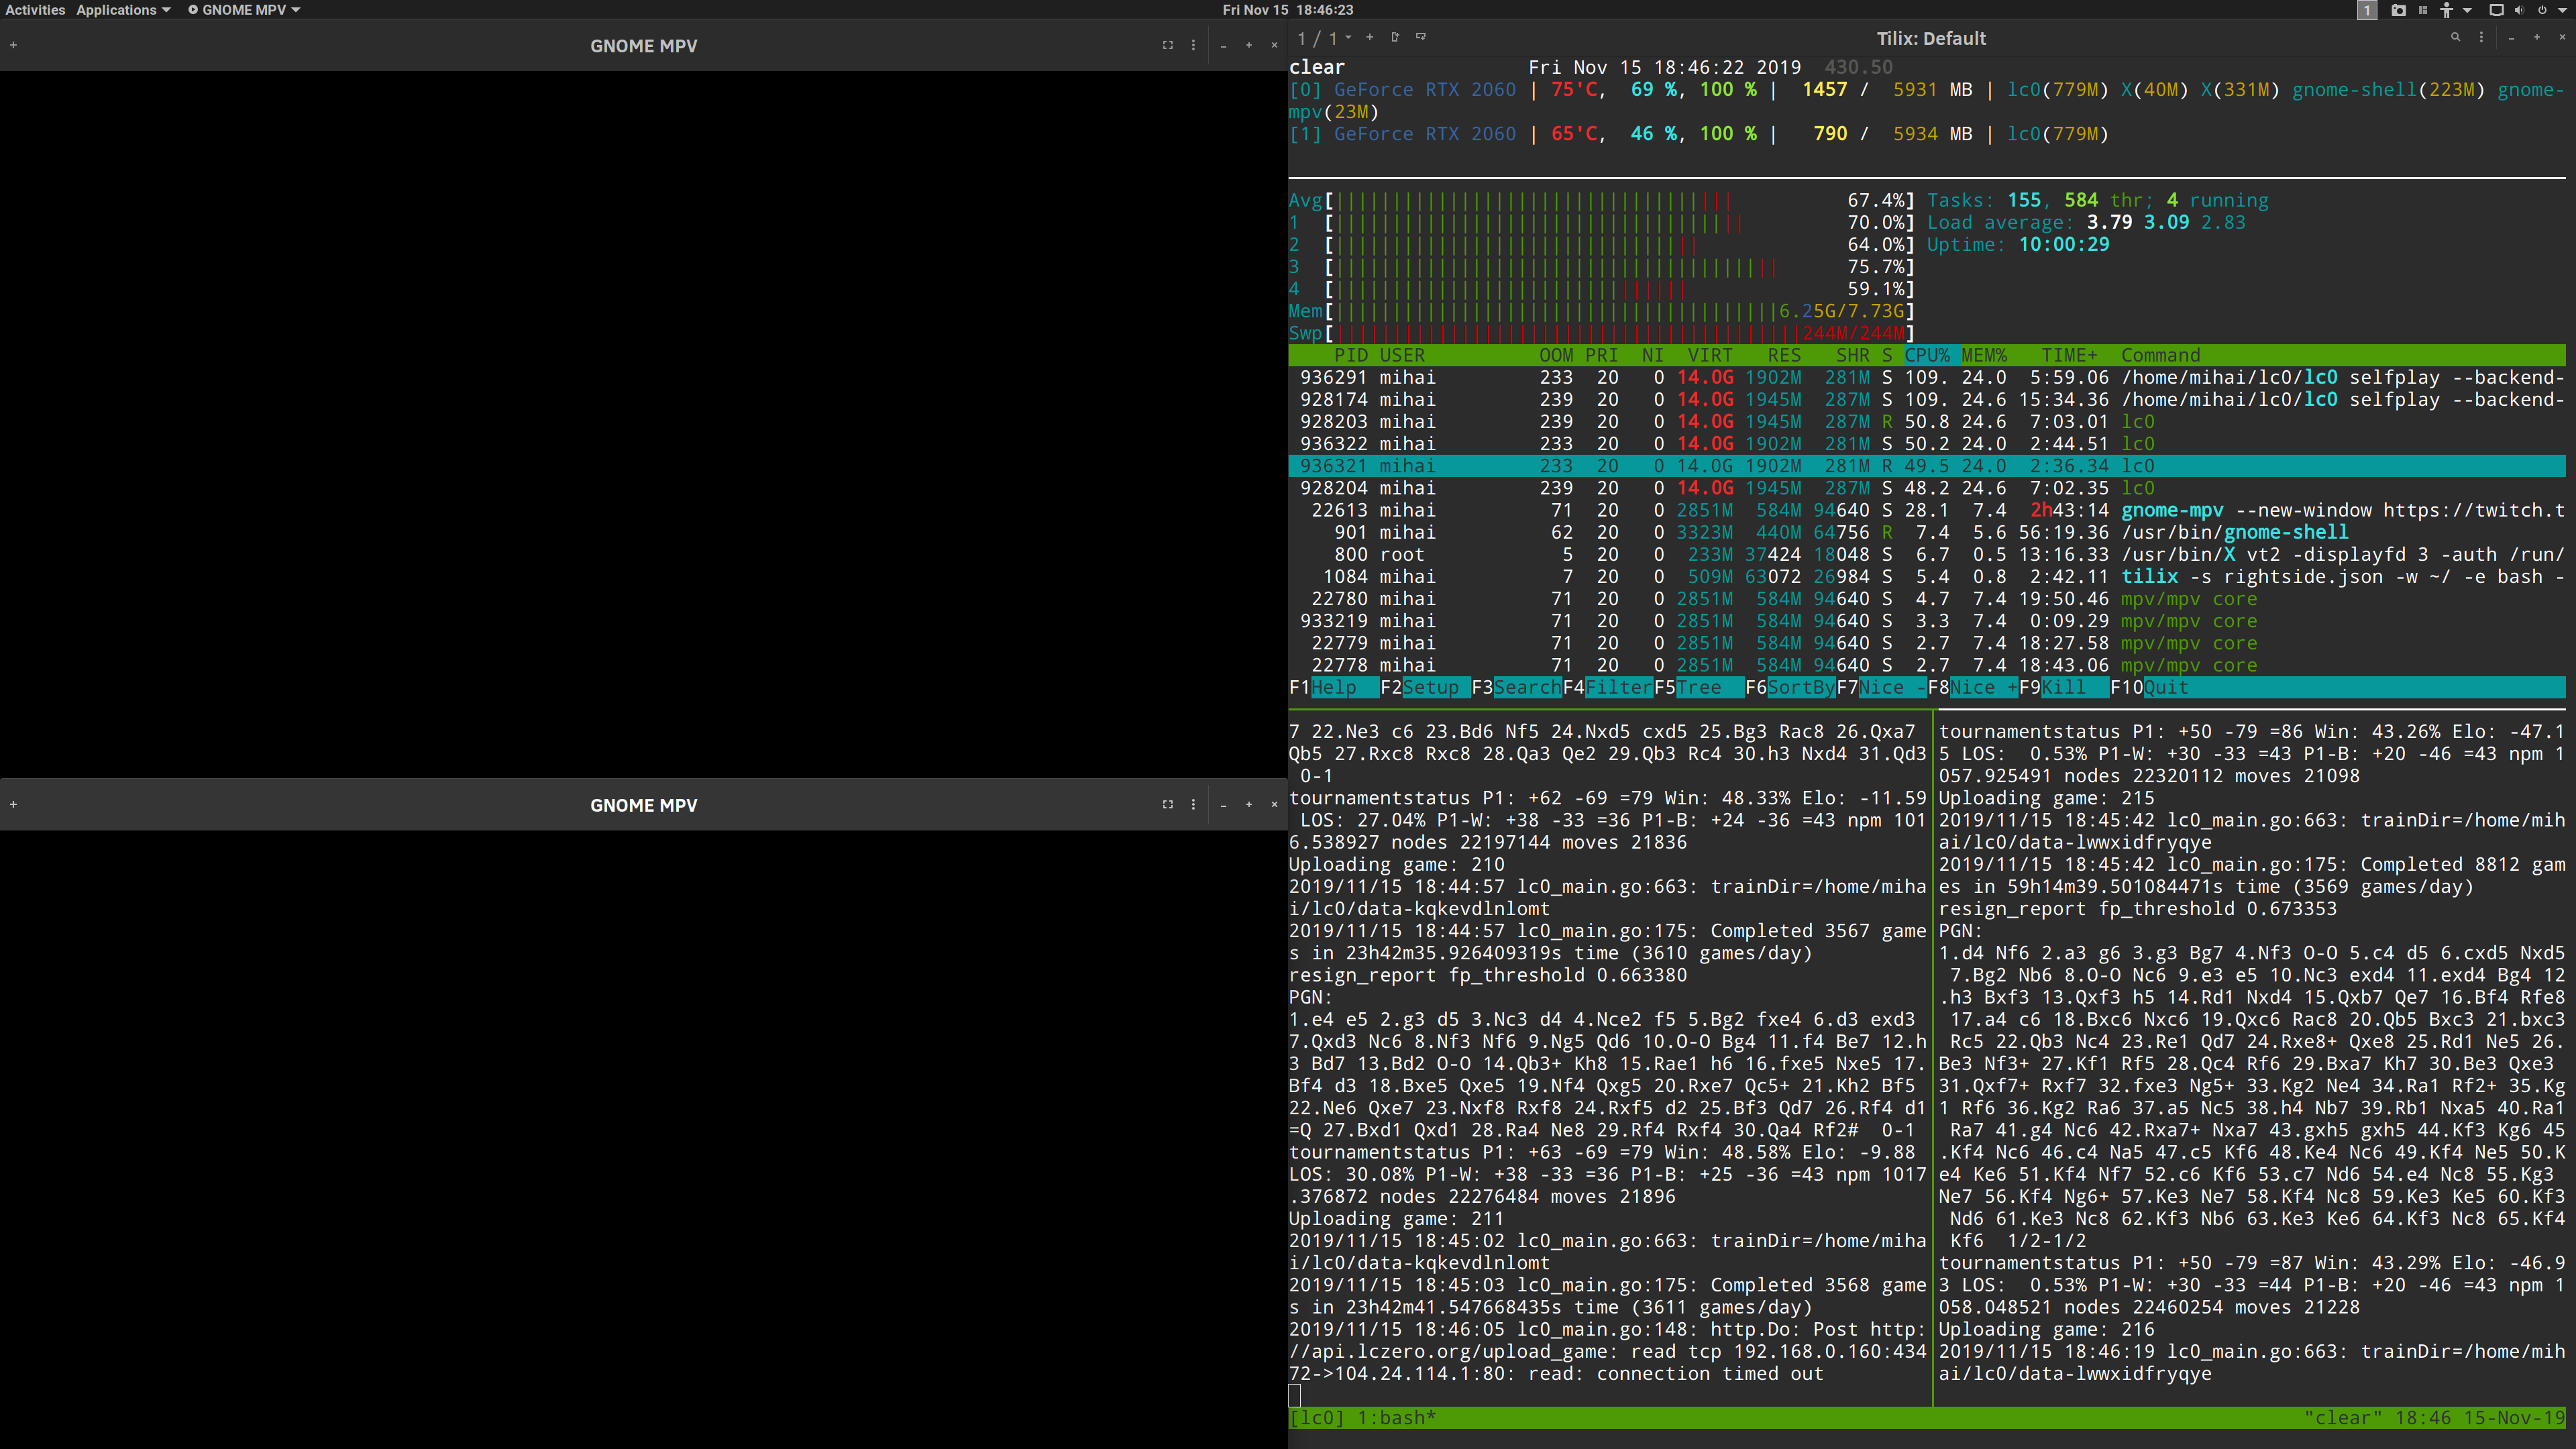 Activities Applications GNOME MPV Fri Nov 15 18:46:23 1
GNOME MPV
GNOME MPV
1 / 1 Tilix: Default
clear Fri Nov 15 18:46:22 2019 430.50
[0] GeForce RTX 2060 | 75'C, 69 %, 100 % | 1457 / 5931 MB | lc0(779M) X(40M) X(331M) gnome-shell(223M) gnome-
mpv(23M)
[1] GeForce RTX 2060 | 65'C, 46 %, 100 % | 790 / 5934 MB | lc0(779M)
Avg[ 67.4%] Tasks: 155, 584 thr; 4 running
1 [ 70.0%] Load average: 3.79 3.09 2.83
2 [ 64.0%] Uptime: 10:00:29
3 [ 75.7%]
4 [ 59.1%]
Mem[ 6.25G/7.73G]
Swp[ 244M/244M]
PID USER OOM PRI NI VIRT RES SHR S CPU% MEM% TIME+ Command
936291 mihai 233 20 0 14.0G 1902M 281M S 109. 24.0 5:59.06 /home/mihai/lc0/lc0 selfplay --backend-
928174 mihai 239 20 0 14.0G 1945M 287M S 109. 24.6 15:34.36 /home/mihai/lc0/lc0 selfplay --backend-
928203 mihai 239 20 0 14.0G 1945M 287M R 50.8 24.6 7:03.01 lc0
936322 mihai 233 20 0 14.0G 1902M 281M S 50.2 24.0 2:44.51 lc0
936321 mihai 233 20 0 14.0G 1902M 281M R 49.5 24.0 2:36.34 lc0
928204 mihai 239 20 0 14.0G 1945M 287M S 48.2 24.6 7:02.35 lc0
22613 mihai 71 20 0 2851M 584M 94640 S 28.1 7.4 2h43:14 gnome-mpv --new-window https://twitch.t
901 mihai 62 20 0 3323M 440M 64756 R 7.4 5.6 56:19.36 /usr/bin/gnome-shell
800 root 5 20 0 233M 37424 18048 S 6.7 0.5 13:16.33 /usr/bin/X vt2 -displayfd 3 -auth /run/
1084 mihai 7 20 0 509M 63072 26984 S 5.4 0.8 2:42.11 tilix -s rightside.json -w ~/ -e bash -
22780 mihai 71 20 0 2851M 584M 94640 S 4.7 7.4 19:50.46 mpv/mpv core
933219 mihai 71 20 0 2851M 584M 94640 S 3.3 7.4 0:09.29 mpv/mpv core
22779 mihai 71 20 0 2851M 584M 94640 S 2.7 7.4 18:27.58 mpv/mpv core
22778 mihai 71 20 0 2851M 584M 94640 S 2.7 7.4 18:43.06 mpv/mpv core
F1Help F2Setup F3SearchF4FilterF5Tree F6SortByF7Nice -F8Nice +F9Kill F10Quit
7 22.Ne3 c6 23.Bd6 Nf5 24.Nxd5 cxd5 25.Bg3 Rac8 26.Qxa7
Qb5 27.Rxc8 Rxc8 28.Qa3 Qe2 29.Qb3 Rc4 30.h3 Nxd4 31.Qd3
0-1
tournamentstatus P1: +62 -69 =79 Win: 48.33% Elo: -11.59
LOS: 27.04% P1-W: +38 -33 =36 P1-B: +24 -36 =43 npm 101
6.538927 nodes 22197144 moves 21836
Uploading game: 210
2019/11/15 18:44:57 lc0_main.go:663: trainDir=/home/miha
i/lc0/data-kqkevdlnlomt
2019/11/15 18:44:57 lc0_main.go:175: Completed 3567 game
s in 23h42m35.926409319s time (3610 games/day)
resign_report fp_threshold 0.663380
PGN:
1.e4 e5 2.g3 d5 3.Nc3 d4 4.Nce2 f5 5.Bg2 fxe4 6.d3 exd3
7.Qxd3 Nc6 8.Nf3 Nf6 9.Ng5 Qd6 10.O-O Bg4 11.f4 Be7 12.h
3 Bd7 13.Bd2 O-O 14.Qb3+ Kh8 15.Rae1 h6 16.fxe5 Nxe5 17.
Bf4 d3 18.Bxe5 Qxe5 19.Nf4 Qxg5 20.Rxe7 Qc5+ 21.Kh2 Bf5
22.Ne6 Qxe7 23.Nxf8 Rxf8 24.Rxf5 d2 25.Bf3 Qd7 26.Rf4 d1
=Q 27.Bxd1 Qxd1 28.Ra4 Ne8 29.Rf4 Rxf4 30.Qa4 Rf2# 0-1
tournamentstatus P1: +63 -69 =79 Win: 48.58% Elo: -9.88
LOS: 30.08% P1-W: +38 -33 =36 P1-B: +25 -36 =43 npm 1017
.376872 nodes 22276484 moves 21896
Uploading game: 211
2019/11/15 18:45:02 lc0_main.go:663: trainDir=/home/miha
i/lc0/data-kqkevdlnlomt
2019/11/15 18:45:03 lc0_main.go:175: Completed 3568 game
s in 23h42m41.547668435s time (3611 games/day)
2019/11/15 18:46:05 lc0_main.go:148: http.Do: Post http:
//api.lczero.org/upload_game: read tcp 192.168.0.160:434
72->104.24.114.1:80: read: connection timed out
tournamentstatus P1: +50 -79 =86 Win: 43.26% Elo: -47.1
5 LOS: 0.53% P1-W: +30 -33 =43 P1-B: +20 -46 =43 npm 1
057.925491 nodes 22320112 moves 21098
Uploading game: 215
2019/11/15 18:45:42 lc0_main.go:663: trainDir=/home/mih
ai/lc0/data-lwwxidfryqye
2019/11/15 18:45:42 lc0_main.go:175: Completed 8812 gam
es in 59h14m39.501084471s time (3569 games/day)
resign_report fp_threshold 0.673353
PGN:
1.d4 Nf6 2.a3 g6 3.g3 Bg7 4.Nf3 O-O 5.c4 d5 6.cxd5 Nxd5
7.Bg2 Nb6 8.O-O Nc6 9.e3 e5 10.Nc3 exd4 11.exd4 Bg4 12
.h3 Bxf3 13.Qxf3 h5 14.Rd1 Nxd4 15.Qxb7 Qe7 16.Bf4 Rfe8
17.a4 c6 18.Bxc6 Nxc6 19.Qxc6 Rac8 20.Qb5 Bxc3 21.bxc3
Rc5 22.Qb3 Nc4 23.Re1 Qd7 24.Rxe8+ Qxe8 25.Rd1 Ne5 26.
Be3 Nf3+ 27.Kf1 Rf5 28.Qc4 Rf6 29.Bxa7 Kh7 30.Be3 Qxe3
31.Qxf7+ Rxf7 32.fxe3 Ng5+ 33.Kg2 Ne4 34.Ra1 Rf2+ 35.Kg
1 Rf6 36.Kg2 Ra6 37.a5 Nc5 38.h4 Nb7 39.Rb1 Nxa5 40.Ra1
Ra7 41.g4 Nc6 42.Rxa7+ Nxa7 43.gxh5 gxh5 44.Kf3 Kg6 45
.Kf4 Nc6 46.c4 Na5 47.c5 Kf6 48.Ke4 Nc6 49.Kf4 Ne5 50.K
e4 Ke6 51.Kf4 Nf7 52.c6 Kf6 53.c7 Nd6 54.e4 Nc8 55.Kg3
Ne7 56.Kf4 Ng6+ 57.Ke3 Ne7 58.Kf4 Nc8 59.Ke3 Ke5 60.Kf3
Nd6 61.Ke3 Nc8 62.Kf3 Nb6 63.Ke3 Ke6 64.Kf3 Nc8 65.Kf4
Kf6 1/2-1/2
tournamentstatus P1: +50 -79 =87 Win: 43.29% Elo: -46.9
3 LOS: 0.53% P1-W: +30 -33 =44 P1-B: +20 -46 =43 npm 1
058.048521 nodes 22460254 moves 21228
Uploading game: 216
2019/11/15 18:46:19 lc0_main.go:663: trainDir=/home/mih
ai/lc0/data-lwwxidfryqye
[lc0] 1:bash* "clear" 18:46 15-Nov-19